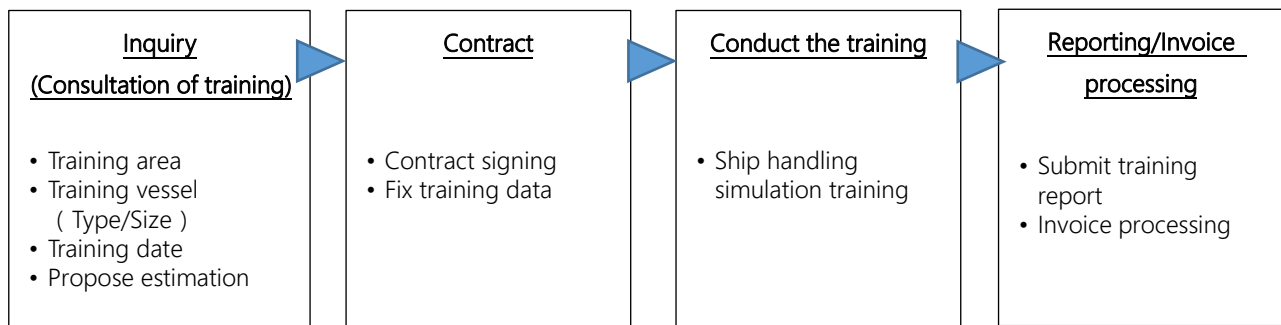 Inquiry
(Consultation of training)
• Training area
• Training vessel
( Type/Size )
• Training date
• Propose estimation
Contract
• Contract signing
• Fix training data
Conduct the training
• Ship handling
simulation training
Reporting/Invoice
processing
• Submit training
report
• Invoice processing